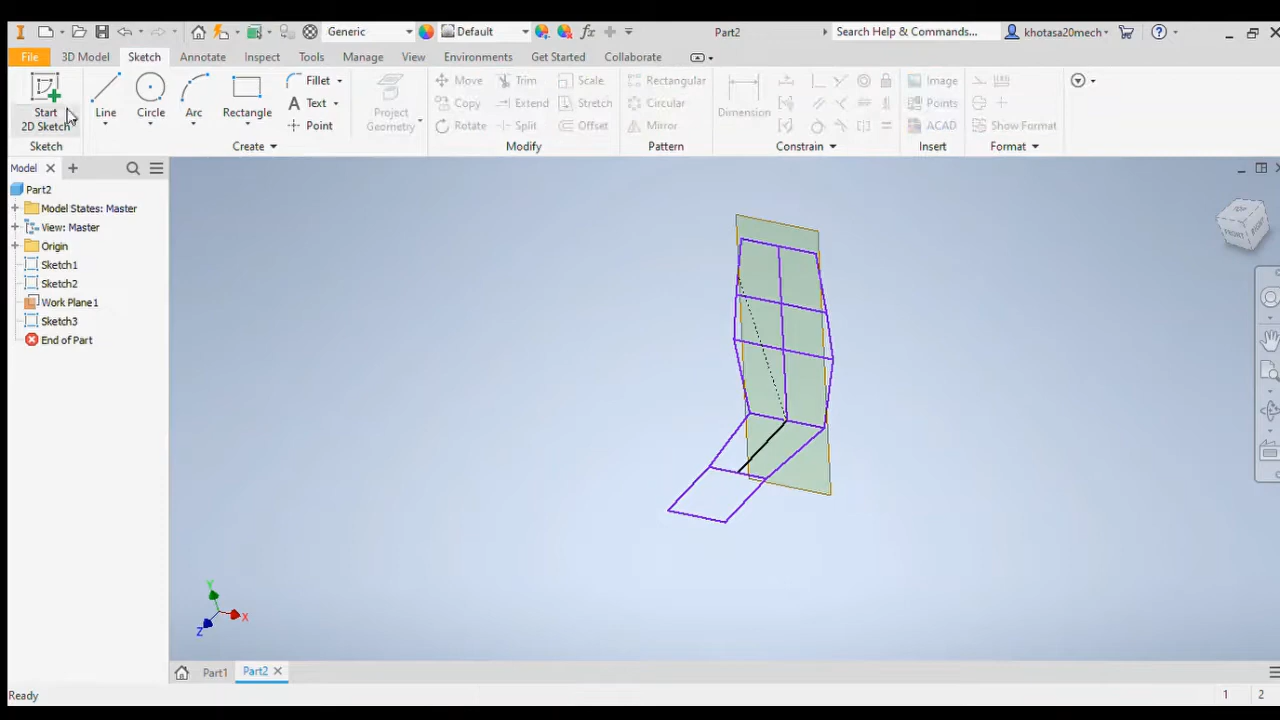 Generic
Default
fx
Part2
Search Help & Commands...
khotasa20mech
File
3D Model
Sketch
Annotate
Inspect
Tools
Manage
View
Environments
Get Started
Collaborate
Start
2D Sketch
Line
Circle
Arc
Rectangle
Fillet
Text
Point
Project
Geometry
Move
Trim
Scale
Copy
Extend
Stretch
Rotate
Split
Offset
Rectangular
Circular
Mirror
Dimension
Image
Points
ACAD
Show Format
Sketch
Create
Modify
Pattern
Constrain
Insert
Format
Model
Part2
Model States: Master
View: Master
Origin
Sketch1
Sketch2
Work Plane1
Sketch3
End of Part
FRONT
Y
X
Z
Part1
Part2
Ready
1
2